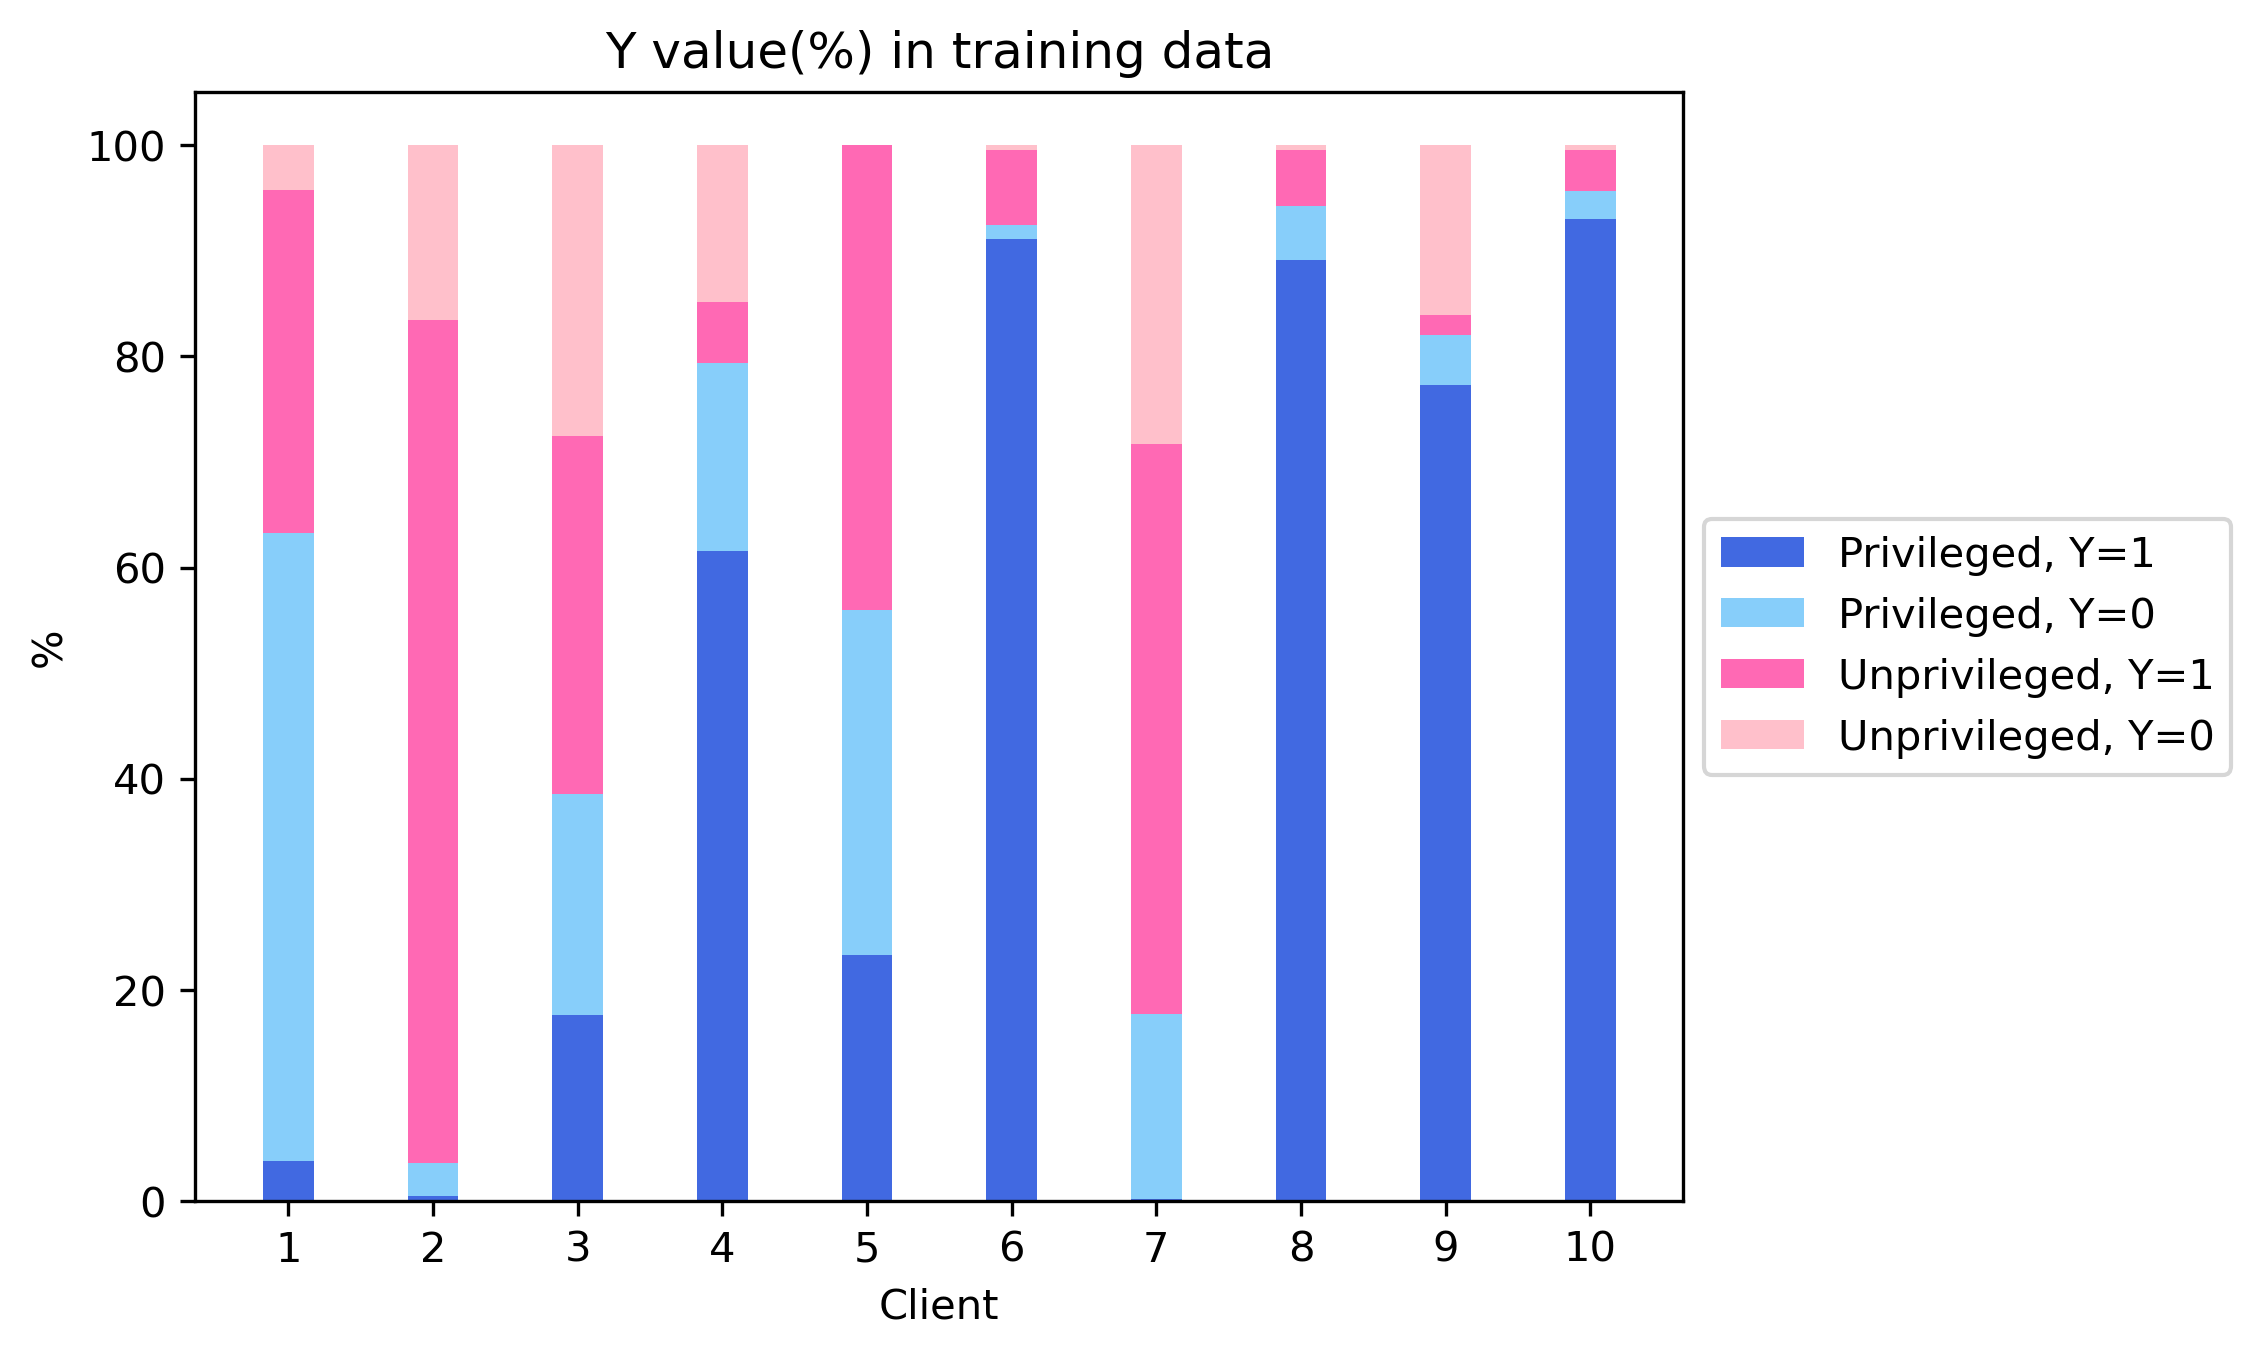 Y value(%) in training data
100
80
60
40
20
0
%
1 2 3 4 5 6 7 8 9 10
Client
Privileged, Y=1
Privileged, Y=0
Unprivileged, Y=1
Unprivileged, Y=0